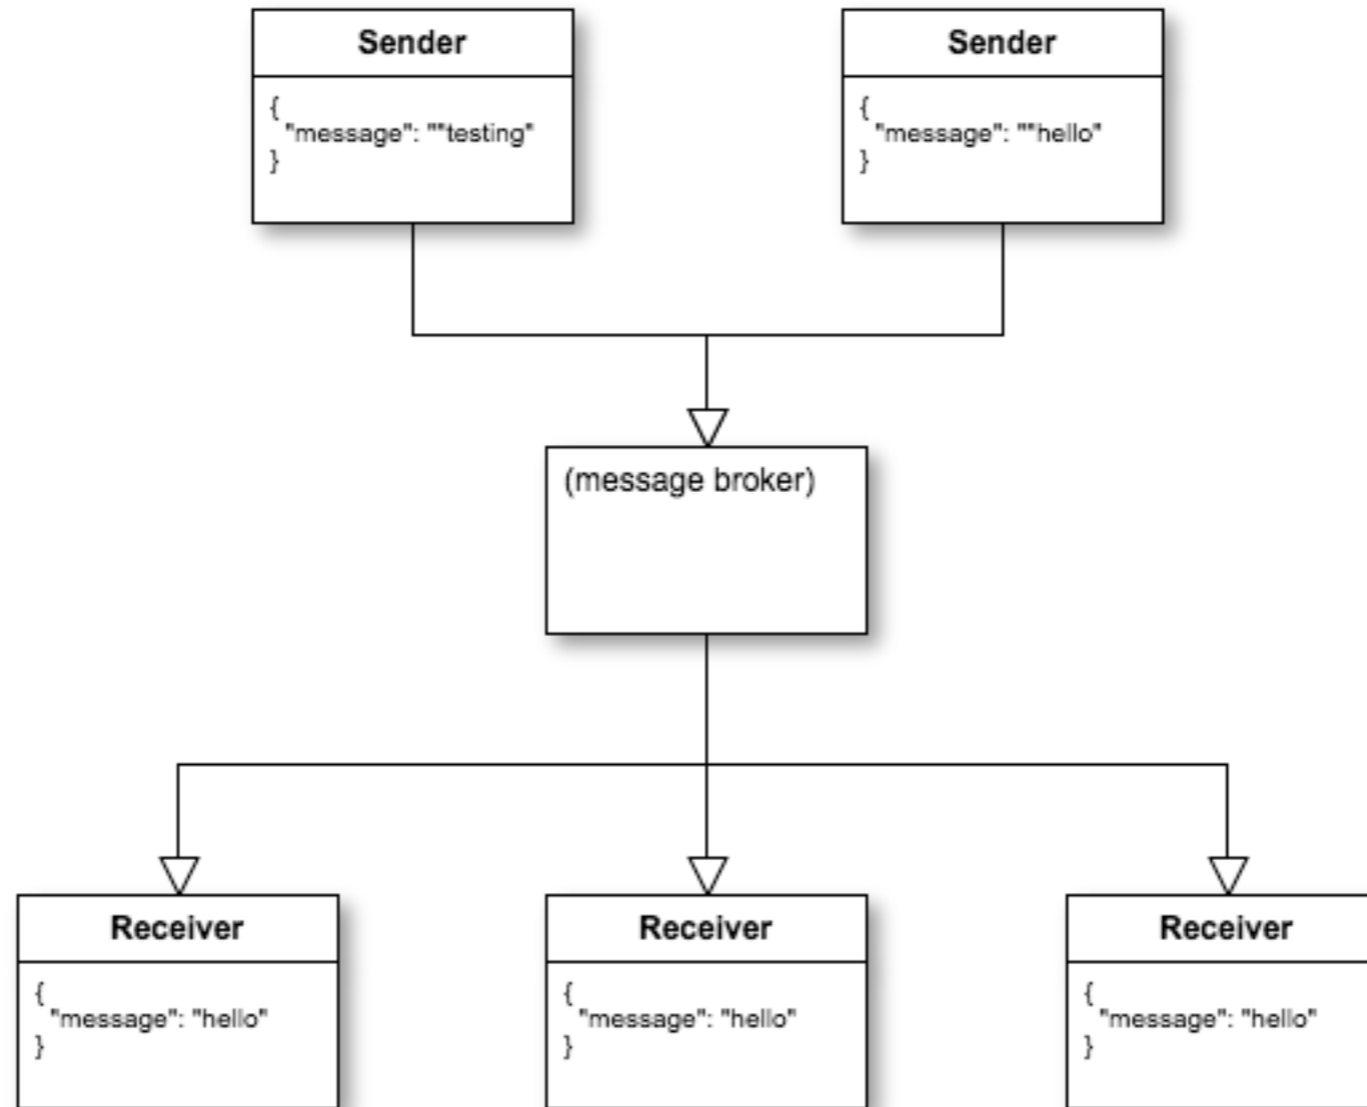 Sender
{
"message": ""testing"
}
Sender
{
"message": ""hello"
}
(message broker)
Receiver
{
"message": "hello"
}
Receiver
{
"message": "hello"
}
Receiver
{
"message": "hello"
}